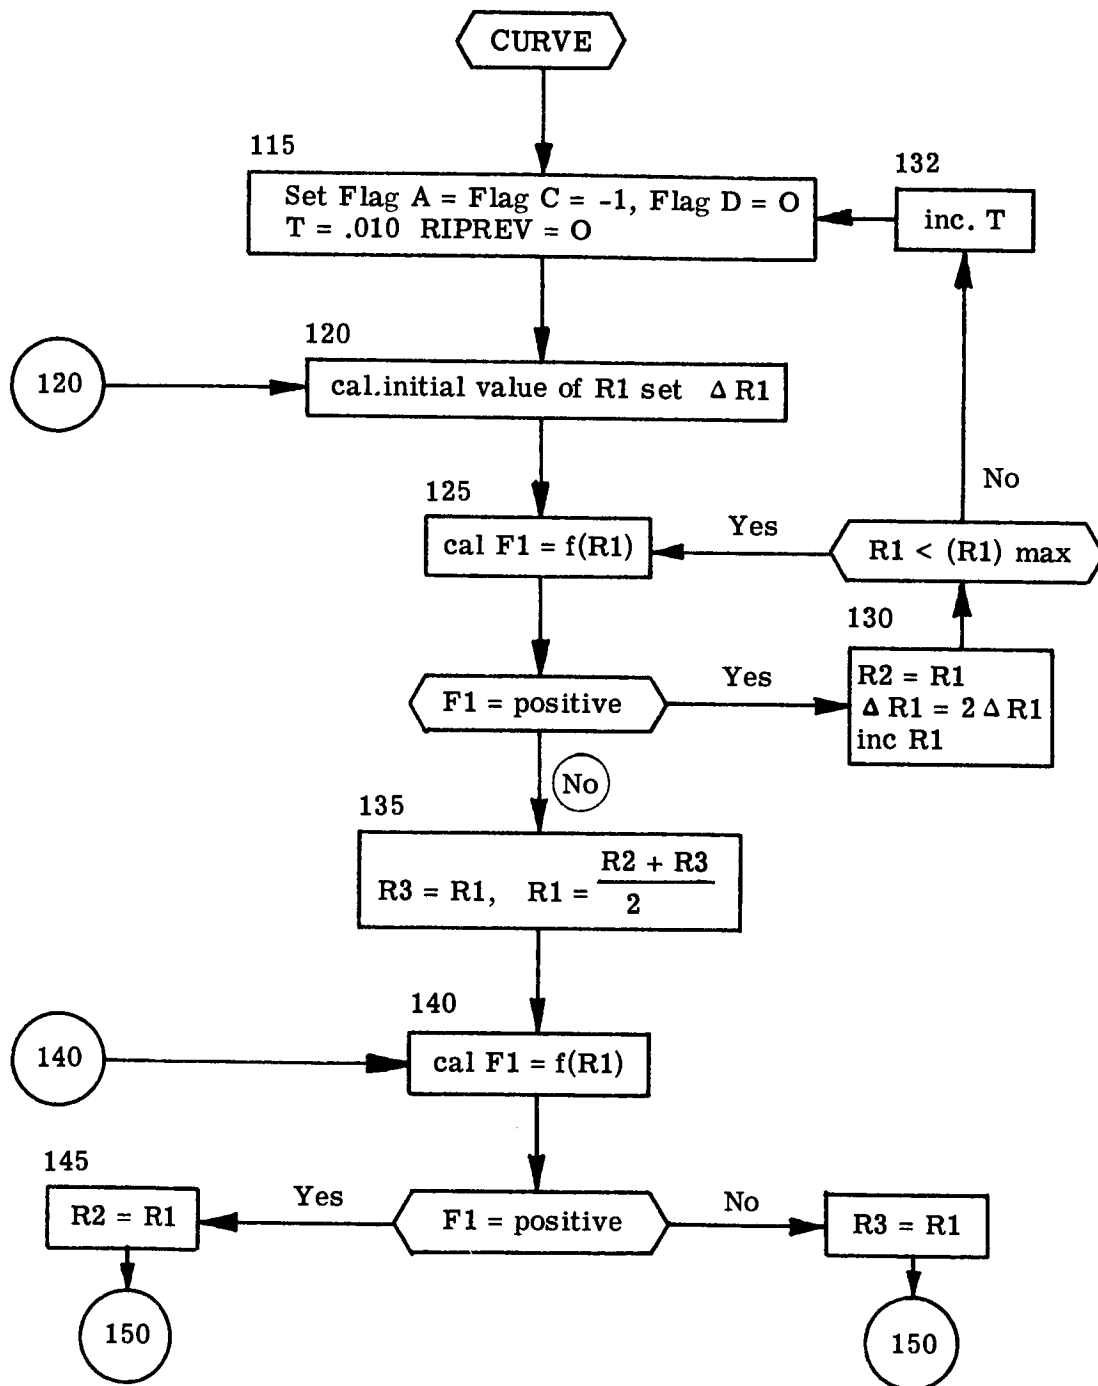 CURVE
115
Set Flag A = Flag C = -1, Flag D = O
T = .010 RIPREV = O
132
inc. T
120
120
cal.initial value of R1 set Δ R1
No
125
cal F1 = f(R1)
Yes
R1 < (R1) max
130
R2 = R1
Δ R1 = 2 Δ R1
inc R1
F1 = positive
Yes
No
135
R3 = R1, R1 = R2 + R3
2
140
140
cal F1 = f(R1)
145
R2 = R1
Yes
F1 = positive
No
R3 = R1
150
150